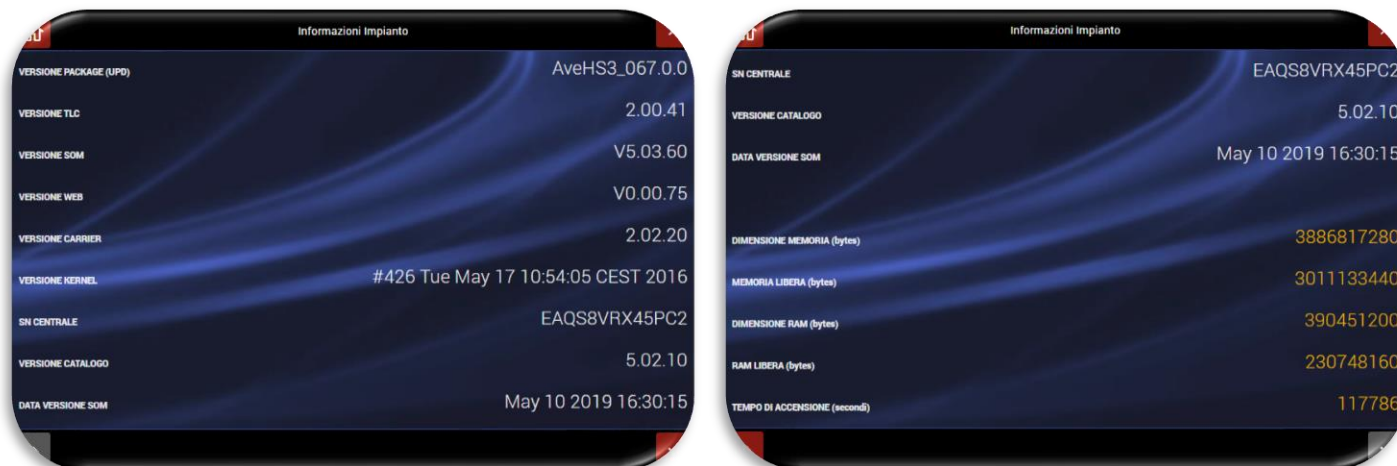 Informazioni Impianto
VERSIONE PACKAGE (UPD) AveHS3_067.0.0
VERSIONE TLC 2.00.41
VERSIONE SOM V5.03.60
VERSIONE WEB V0.00.75
VERSIONE CARRIER 2.02.20
VERSIONE KERNEL #426 Tue May 17 10:54:05 CEST 2016
SN CENTRALE EAQS8VRX45PC2
VERSIONE CATALOGO 5.02.10
DATA VERSIONE SOM May 10 2019 16:30:15
Informazioni Impianto
SN CENTRALE EAQS8VRX45PC2
VERSIONE CATALOGO 5.02.10
DATA VERSIONE SOM May 10 2019 16:30:15
DIMENSIONE MEMORIA (bytes) 3886817280
MEMORIA LIBERA (bytes) 3011133440
DIMENSIONE RAM (bytes) 390451200
RAM LIBERA (bytes) 230748160
TEMPO DI ACCENSIONE (secondi) 117786